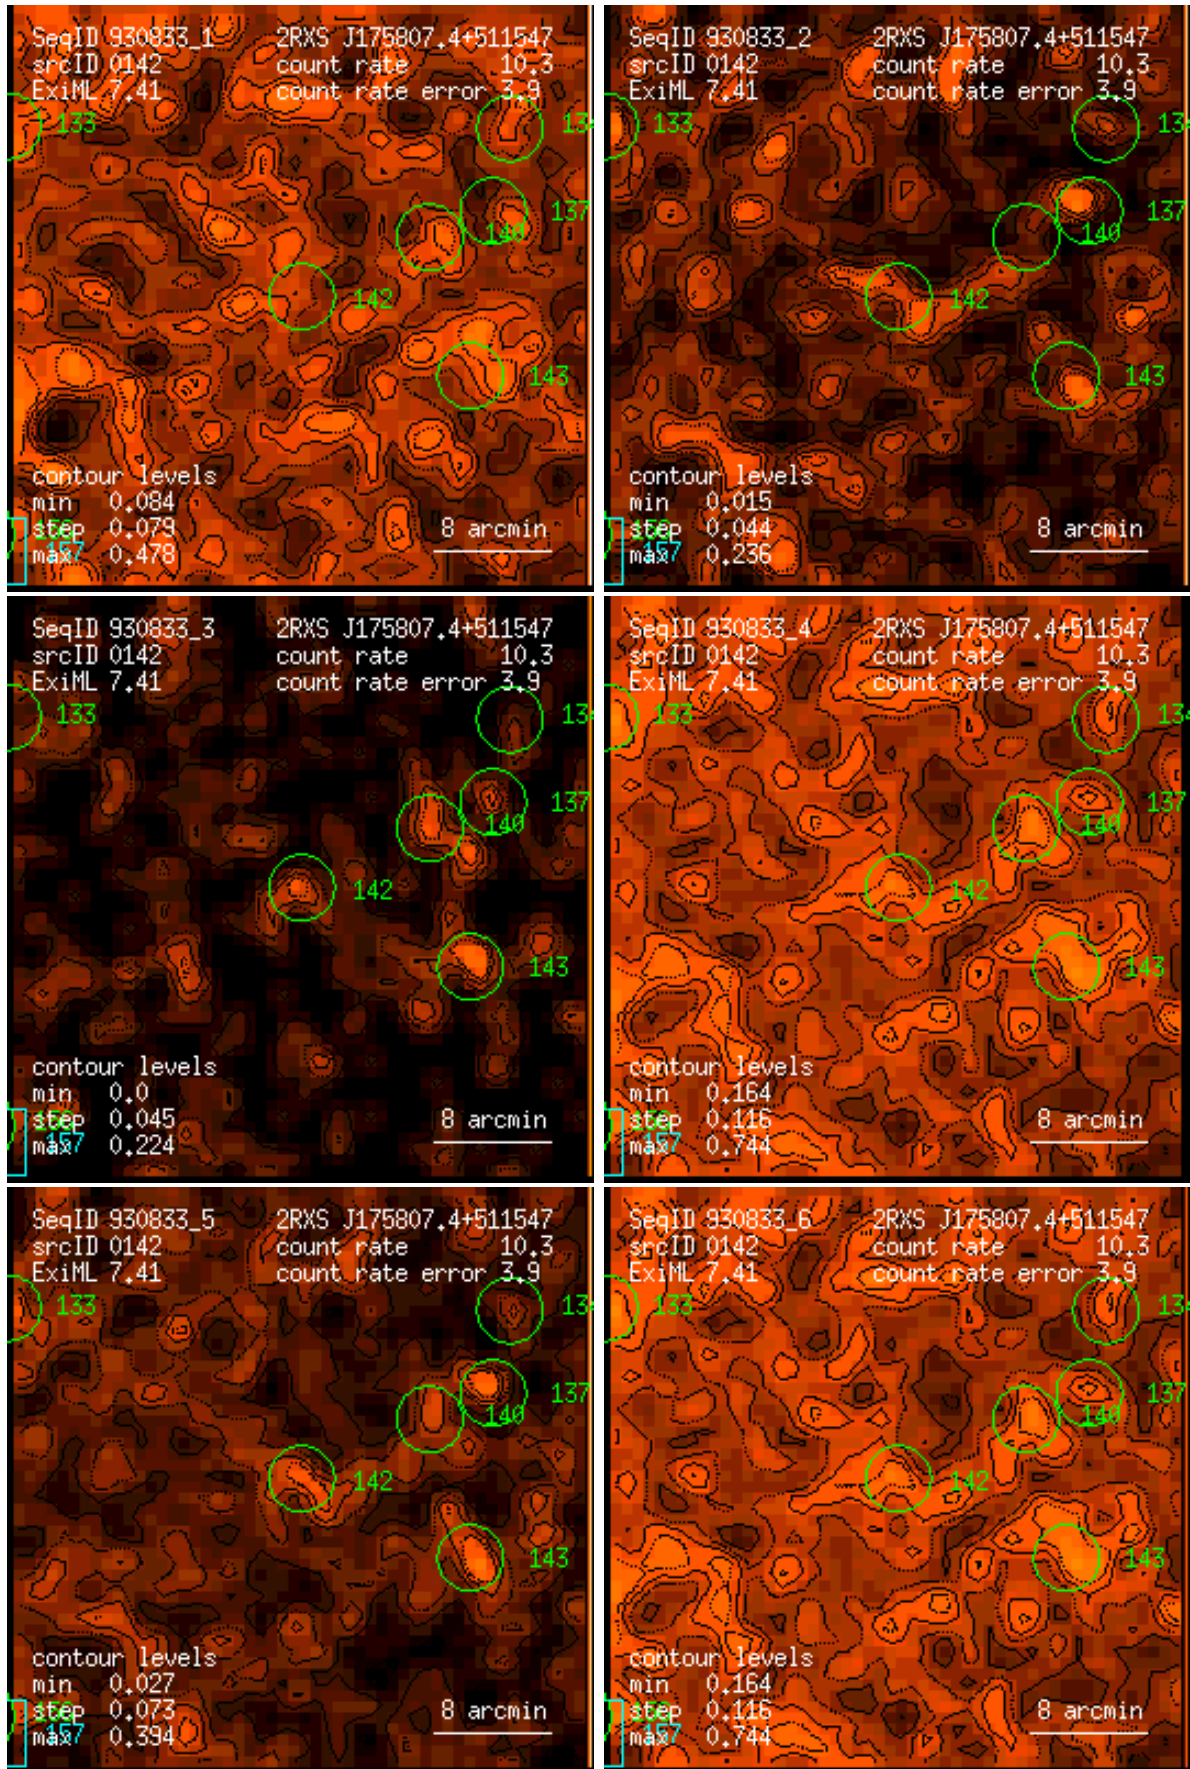 SeqID 930833_1 2RXS J175807.4+511547
srcID 0142 count rate 10.3
ExiML 7.41 count rate error 3.9
133
137
140
142
143
contour levels
min 0.084
step 0.079
max 0.478
157
8 arcmin
SeqID 930833_2 2RXS J175807.4+511547
srcID 0142 count rate 10.3
ExiML 7.41 count rate error 3.9
133
137
140
142
143
contour levels
min 0.015
step 0.044
max 0.236
157
8 arcmin
SeqID 930833_3 2RXS J175807.4+511547
srcID 0142 count rate 10.3
ExiML 7.41 count rate error 3.9
133
137
140
142
143
contour levels
min 0.0
step 0.045
max 0.224
157
8 arcmin
SeqID 930833_4 2RXS J175807.4+511547
srcID 0142 count rate 10.3
ExiML 7.41 count rate error 3.9
133
137
140
142
143
contour levels
min 0.164
step 0.116
max 0.744
157
8 arcmin
SeqID 930833_5 2RXS J175807.4+511547
srcID 0142 count rate 10.3
ExiML 7.41 count rate error 3.9
133
137
140
142
143
contour levels
min 0.027
step 0.073
max 0.394
157
8 arcmin
SeqID 930833_6 2RXS J175807.4+511547
srcID 0142 count rate 10.3
ExiML 7.41 count rate error 3.9
133
137
140
142
143
contour levels
min 0.164
step 0.116
max 0.744
157
8 arcmin